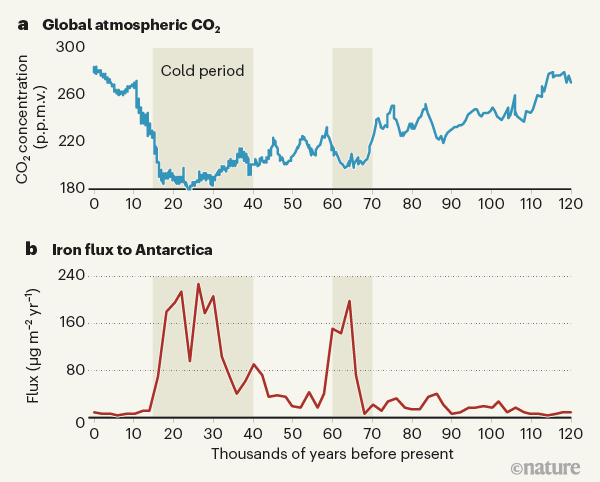 a Global atmospheric CO₂
300
260
220
180
CO₂ concentration
(p.p.m.v.)
Cold period
0 10 20 30 40 50 60 70 80 90 100 110 120
b Iron flux to Antarctica
240
160
80
0
Flux (μg m⁻² yr⁻¹)
0 10 20 30 40 50 60 70 80 90 100 110 120
Thousands of years before present
©nature